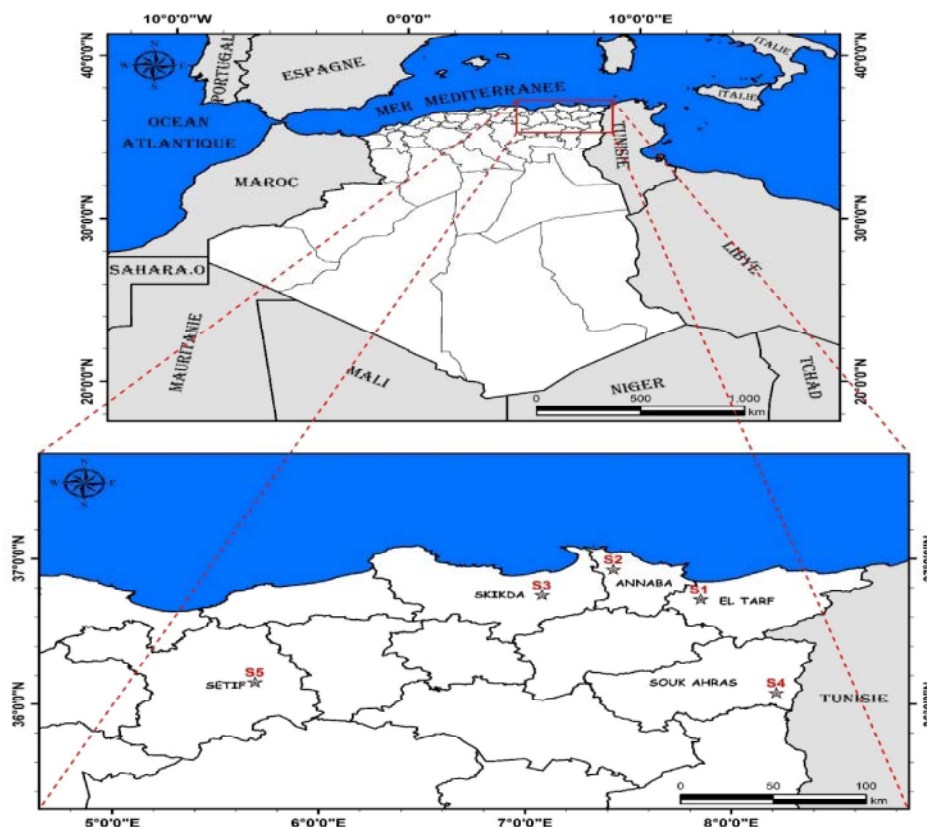 10°0'0"W 0°0'0" 10°0'0"E
40°0'0"N
30°0'0"N
20°0'0"N
40°0'0"N
30°0'0"N
20°0'0"N
N
W E
S
PORTUGAL
ESPAGNE
ITALIE
ITALIE
MER MEDITERRANEE
OCEAN
ATLANTIQUE
TUNISIE
MAROC
LIBYE
SAHARA.O
MAURITANIE
MALI
NIGER
TCHAD
0 500 1,000
km
N
W E
S
37°0'0"N
36°0'0"N
S2
ANNABA
S3
SKIKDA
S1
EL TARF
S5
SETIF
SOUK AHRAS
S4
TUNISIE
0 50 100
km
5°0'0"E 6°0'0"E 7°0'0"E 8°0'0"E